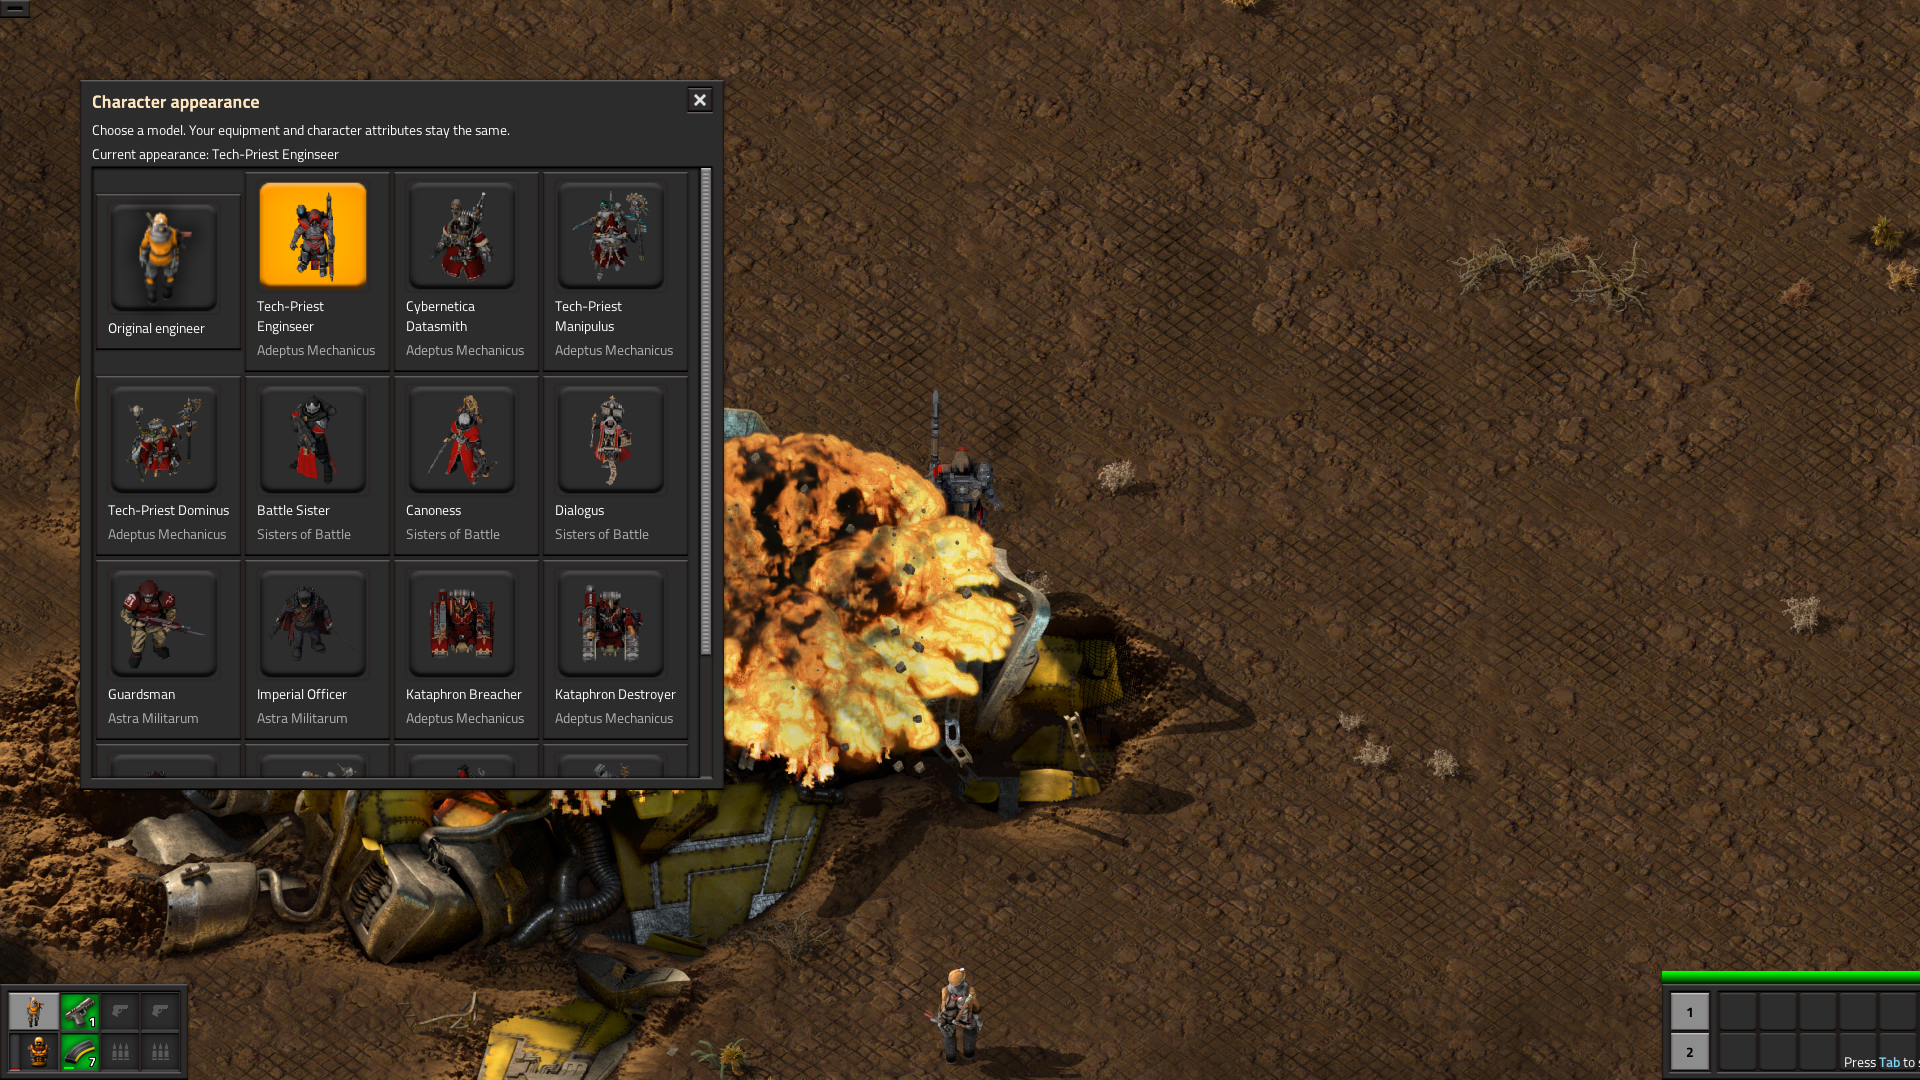 Character appearance
Choose a model. Your equipment and character attributes stay the same.
Current appearance: Tech-Priest Enginseer
Original engineer
Tech-Priest
Enginseer
Adeptus Mechanicus
Cybernetica
Datasmith
Adeptus Mechanicus
Tech-Priest
Manipulus
Adeptus Mechanicus
Tech-Priest Dominus
Adeptus Mechanicus
Battle Sister
Sisters of Battle
Canoness
Sisters of Battle
Dialogus
Sisters of Battle
Guardsman
Astra Militarum
Imperial Officer
Astra Militarum
Kataphron Breacher
Adeptus Mechanicus
Kataphron Destroyer
Adeptus Mechanicus
1
7
1
2
Press Tab to